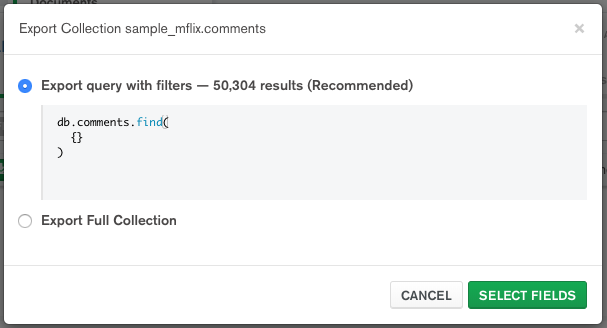 Export Collection sample_mflix.comments
×
Export query with filters — 50,304 results (Recommended)
db.comments.find(
{}
)
Export Full Collection
CANCEL
SELECT FIELDS